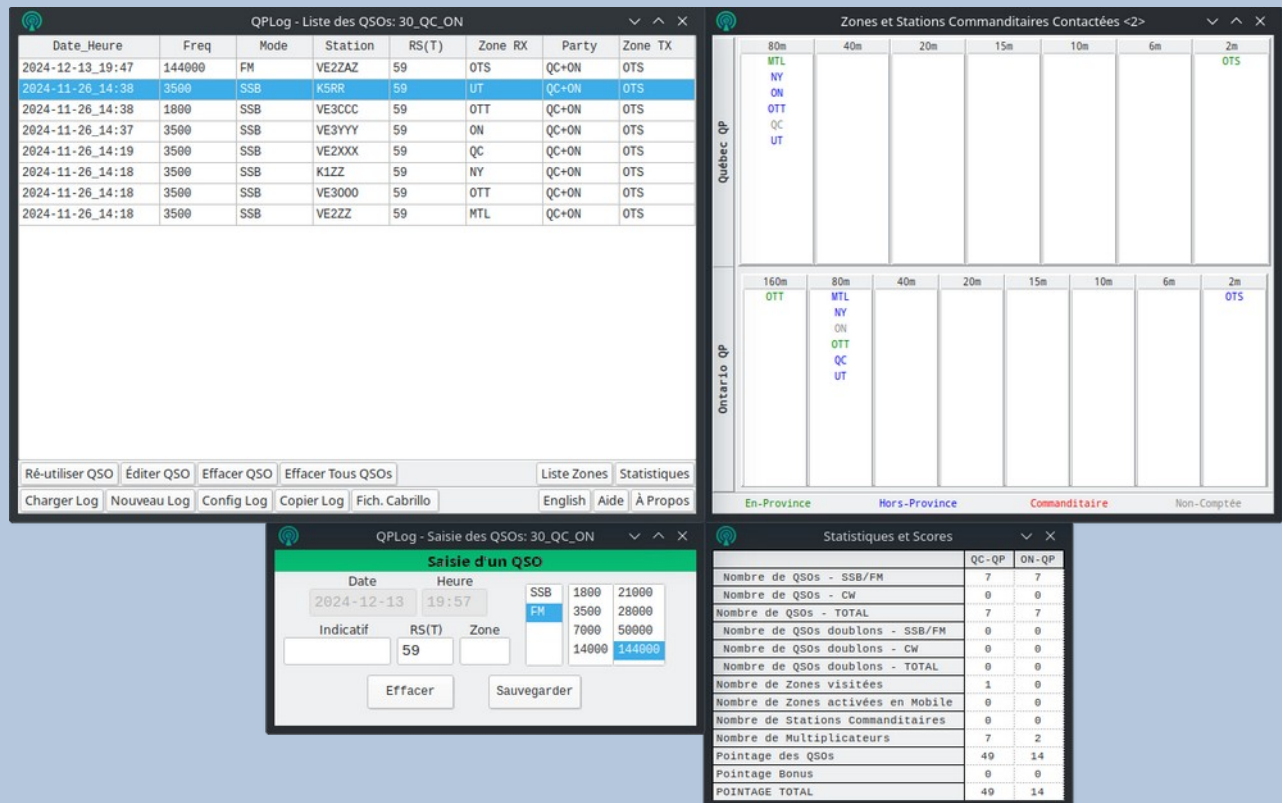 QPLog - Liste des QSOs: 30_QC_ON
Date_Heure Freq Mode Station RS(T) Zone RX Party Zone TX
2024-12-13_19:47 144000 FM VE2ZAZ 59 OTS QC+ON OTS
2024-11-26_14:38 3500 SSB K5RR 59 UT QC+ON OTS
2024-11-26_14:38 1800 SSB VE3CCC 59 OTT QC+ON OTS
2024-11-26_14:37 3500 SSB VE3YYY 59 ON QC+ON OTS
2024-11-26_14:19 3500 SSB VE2XXX 59 QC QC+ON OTS
2024-11-26_14:18 3500 SSB K1ZZ 59 NY QC+ON OTS
2024-11-26_14:18 3500 SSB VE3OOO 59 OTT QC+ON OTS
2024-11-26_14:18 3500 SSB VE2ZZ 59 MTL QC+ON OTS
Ré-utiliser QSO Éditer QSO Effacer QSO Effacer Tous QSOs Liste Zones Statistiques
Charger Log Nouveau Log Config Log Copier Log Fich. Cabrillo English Aide À Propos
Zones et Stations Commanditaires Contactées <2>
Québec QP
80m 40m 20m 15m 10m 6m 2m
MTL OTS
NY
ON
OTT
QC
UT
Ontario QP
160m 80m 40m 20m 15m 10m 6m 2m
OTT MTL OTS
NY
ON
OTT
QC
UT
En-Province Hors-Province Commanditaire Non-Comptée
QPLog - Saisie des QSOs: 30_QC_ON
Saisie d'un QSO
Date Heure
2024-12-13 19:57
Indicatif RS(T) Zone
59
SSB 1800 21000
FM 3500 28000
7000 50000
14000 144000
Effacer Sauvegarder
Statistiques et Scores
QC-QP ON-QP
Nombre de QSOs - SSB/FM 7 7
Nombre de QSOs - CW 0 0
Nombre de QSOs - TOTAL 7 7
Nombre de QSOs doublons - SSB/FM 0 0
Nombre de QSOs doublons - CW 0 0
Nombre de QSOs doublons - TOTAL 0 0
Nombre de Zones visitées 1 0
Nombre de Zones activées en Mobile 0 0
Nombre de Stations Commanditaires 0 0
Nombre de Multiplicateurs 7 2
Pointage des QSOs 49 14
Pointage Bonus 0 0
POINTAGE TOTAL 49 14